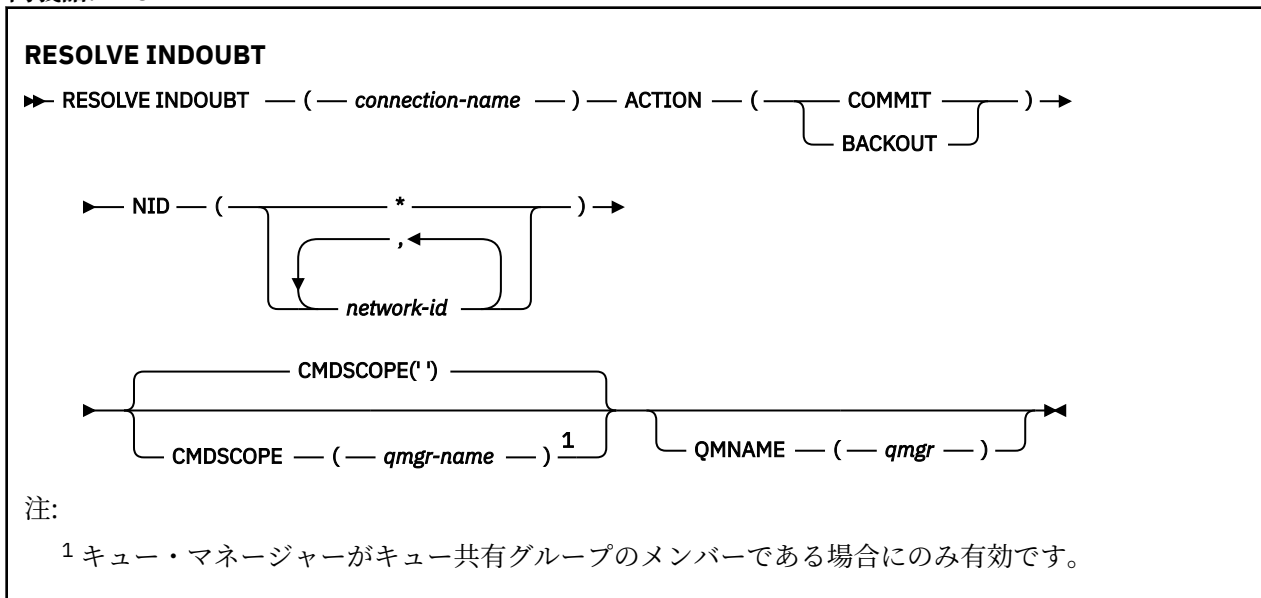 RESOLVE INDOUBT
RESOLVE INDOUBT ( connection-name ) ACTION ( COMMIT )
BACKOUT
NID ( * )
,
network-id
CMDSCOPE(' ')
CMDSCOPE ( qmgr-name ) 1
QMNAME ( qmgr )
注:
1 キュー・マネージャーがキュー共有グループのメンバーである場合にのみ有効です。